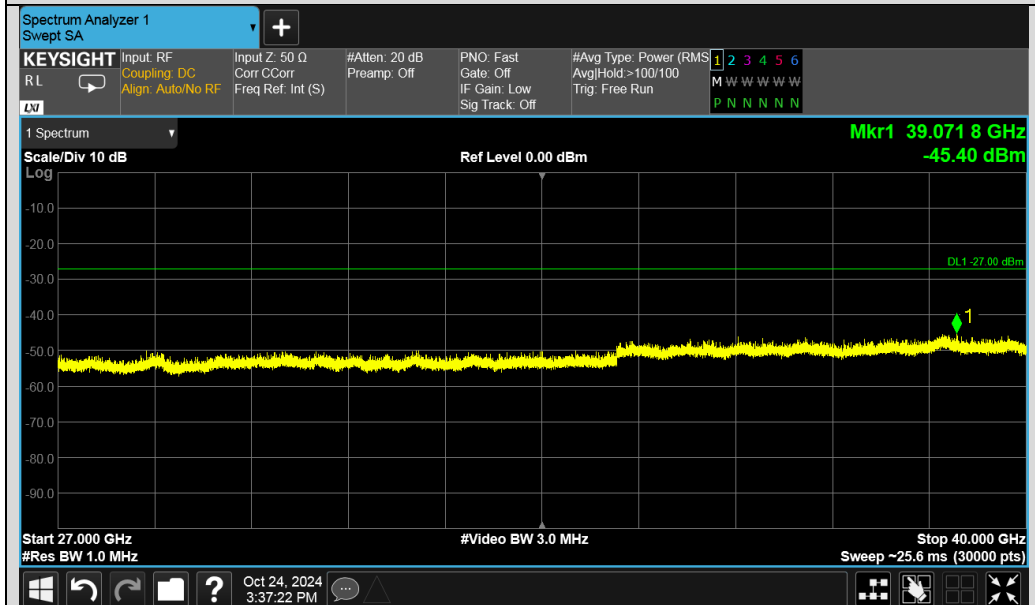 Spectrum Analyzer 1
Swept SA
KEYSIGHT
R L
LXI
Input: RF
Coupling: DC
Align: Auto/No RF
Input Z: 50 Ω
Corr CCorr
Freq Ref: Int (S)
#Atten: 20 dB
Preamp: Off
PNO: Fast
Gate: Off
IF Gain: Low
Sig Track: Off
#Avg Type: Power (RMS
Avg|Hold:>100/100
Trig: Free Run
1 2 3 4 5 6
M W W W W W
P N N N N N
1 Spectrum
Mkr1 39.071 8 GHz
-45.40 dBm
Scale/Div 10 dB
Ref Level 0.00 dBm
Log
-10.0
-20.0
DL1 -27.00 dBm
-30.0
-40.0
1
-50.0
-60.0
-70.0
-80.0
-90.0
Start 27.000 GHz
#Video BW 3.0 MHz
Stop 40.000 GHz
#Res BW 1.0 MHz
Sweep ~25.6 ms (30000 pts)
Oct 24, 2024
3:37:22 PM